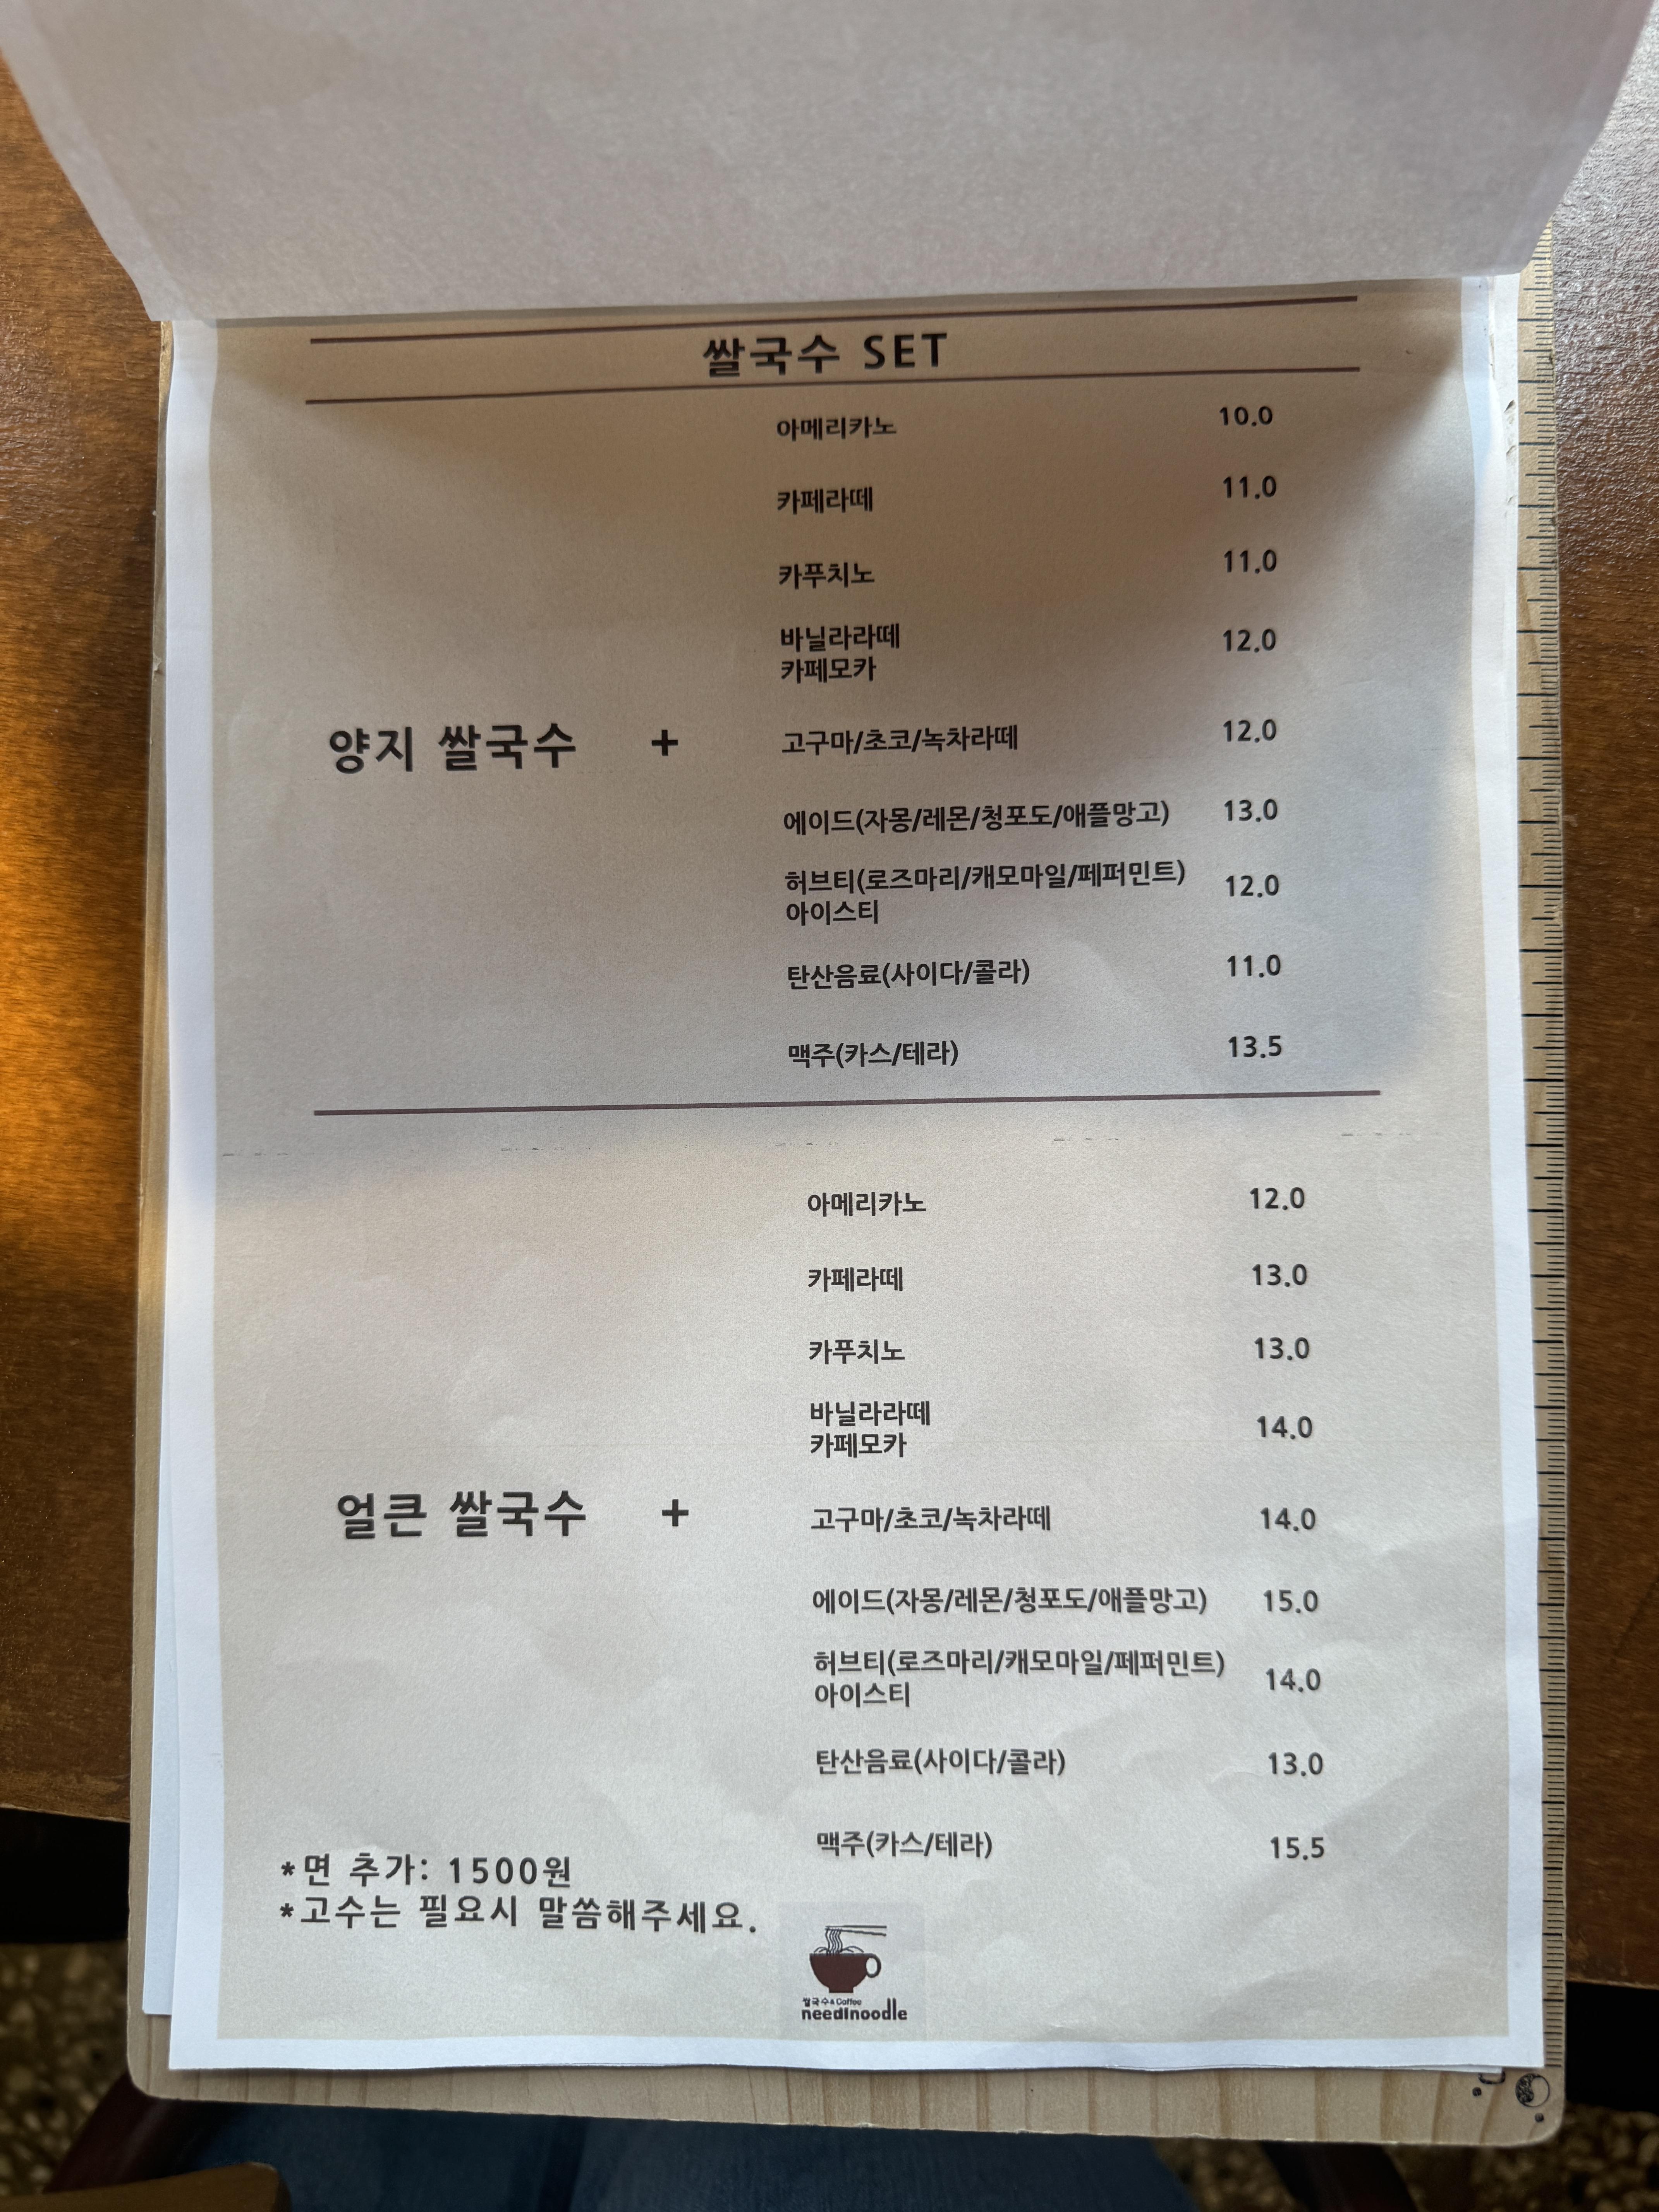 쌀국수 SET
아메리카노 10.0
카페라떼 11.0
카푸치노 11.0
바닐라라떼
카페모카 12.0
양지 쌀국수 + 고구마/초코/녹차라떼 12.0
에이드(자몽/레몬/청포도/애플망고) 13.0
허브티(로즈마리/캐모마일/페퍼민트)
아이스티 12.0
탄산음료(사이다/콜라) 11.0
맥주(카스/테라) 13.5
아메리카노 12.0
카페라떼 13.0
카푸치노 13.0
바닐라라떼
카페모카 14.0
얼큰 쌀국수 + 고구마/초코/녹차라떼 14.0
에이드(자몽/레몬/청포도/애플망고) 15.0
허브티(로즈마리/캐모마일/페퍼민트)
아이스티 14.0
탄산음료(사이다/콜라) 13.0
맥주(카스/테라) 15.5
*면 추가: 1500원
*고수는 필요시 말씀해주세요.
쌀국수&Coffee
needlnoodle